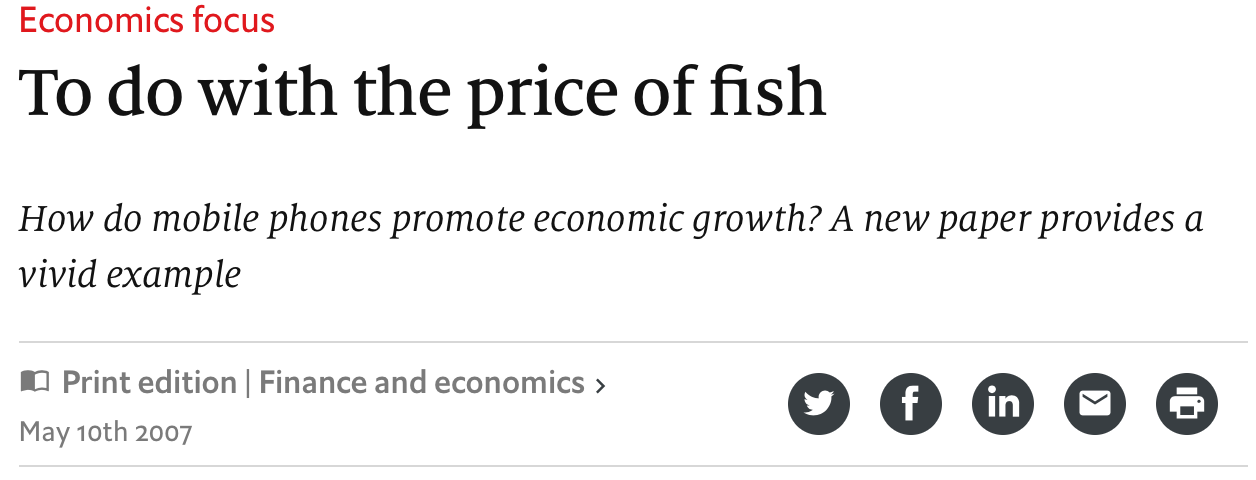 Economics focus
To do with the price of fish
How do mobile phones promote economic growth? A new paper provides a
vivid example
Print edition | Finance and economics ›
May 10th 2007